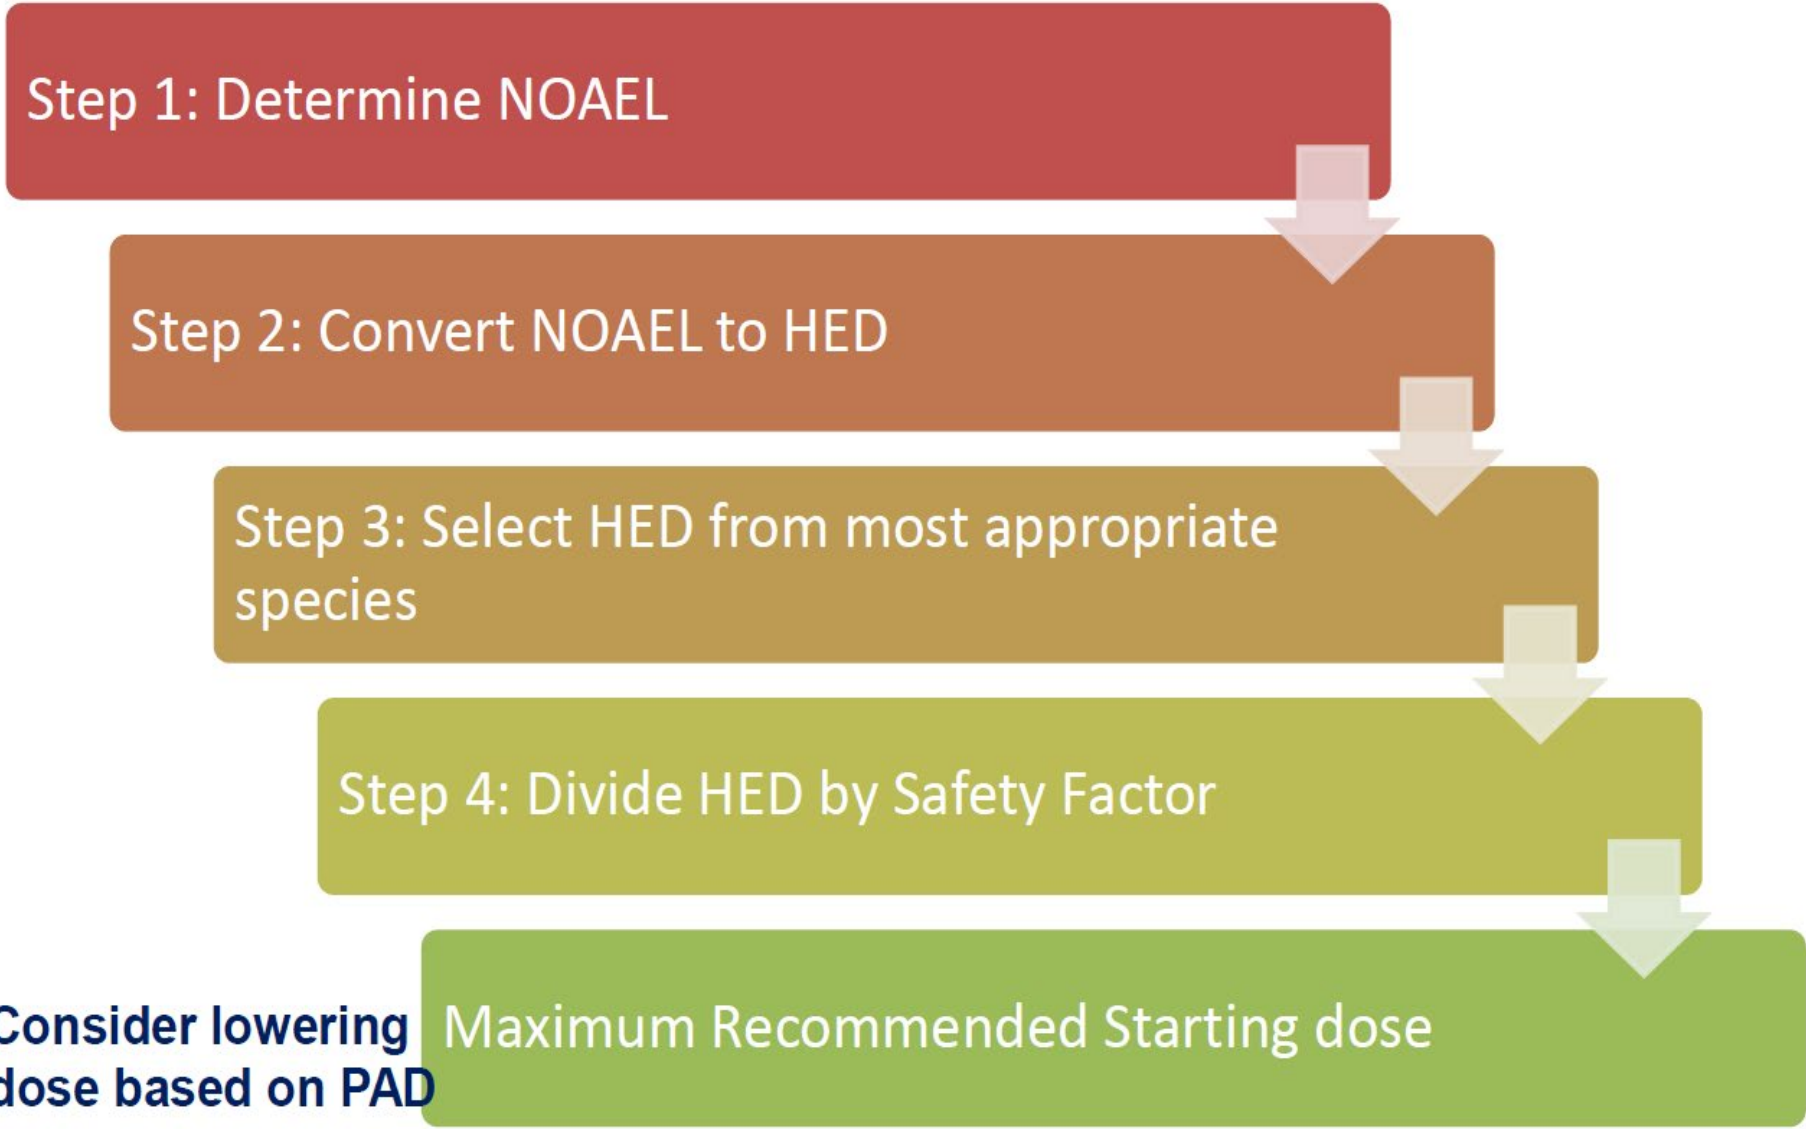 Step 1: Determine NOAEL
Step 2: Convert NOAEL to HED
Step 3: Select HED from most appropriate
species
Step 4: Divide HED by Safety Factor
Consider lowering
dose based on PAD
Maximum Recommended Starting dose